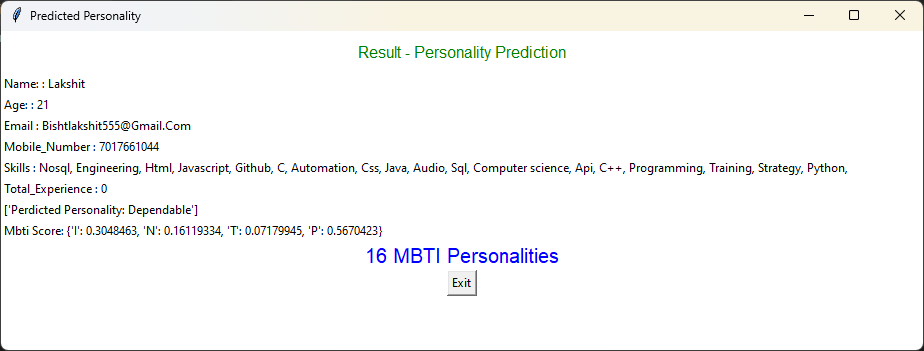 Predicted Personality
Result - Personality Prediction
Name: : Lakshit
Age: : 21
Email : Bishtlakshit555@Gmail.Com
Mobile_Number : 7017661044
Skills : Nosql, Engineering, Html, Javascript, Github, C, Automation, Css, Java, Audio, Sql, Computer science, Api, C++, Programming, Training, Strategy, Python,
Total_Experience : 0
['Perdicted Personality: Dependable']
Mbti Score: {'I': 0.3048463, 'N': 0.16119334, 'T': 0.07179945, 'P': 0.5670423}
16 MBTI Personalities
Exit